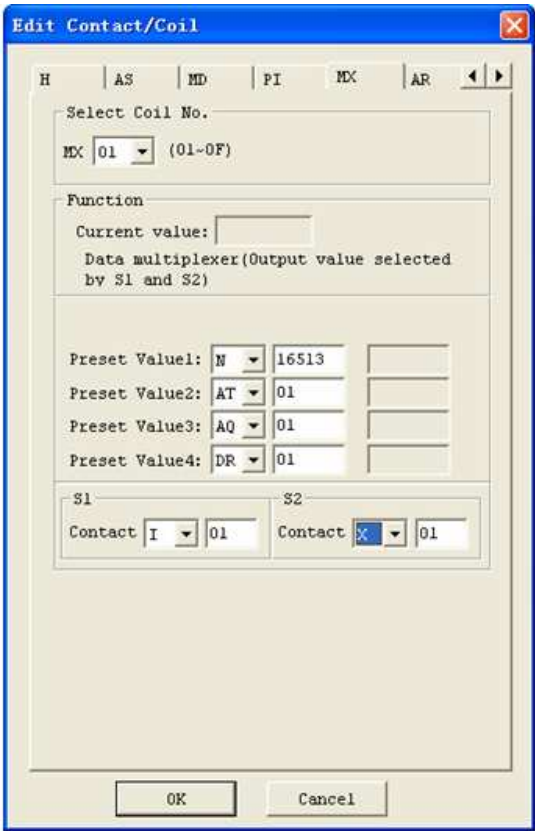 Edit Contact/Coil
H AS MD PI MX AR
Select Coil No.
MX 01 (01~0F)
Function
Current value:
Data multiplexer(Output value selected
by S1 and S2)
Preset Value1: N 16513
Preset Value2: AT 01
Preset Value3: AQ 01
Preset Value4: DR 01
S1 S2
Contact I 01 Contact X 01
OK Cancel